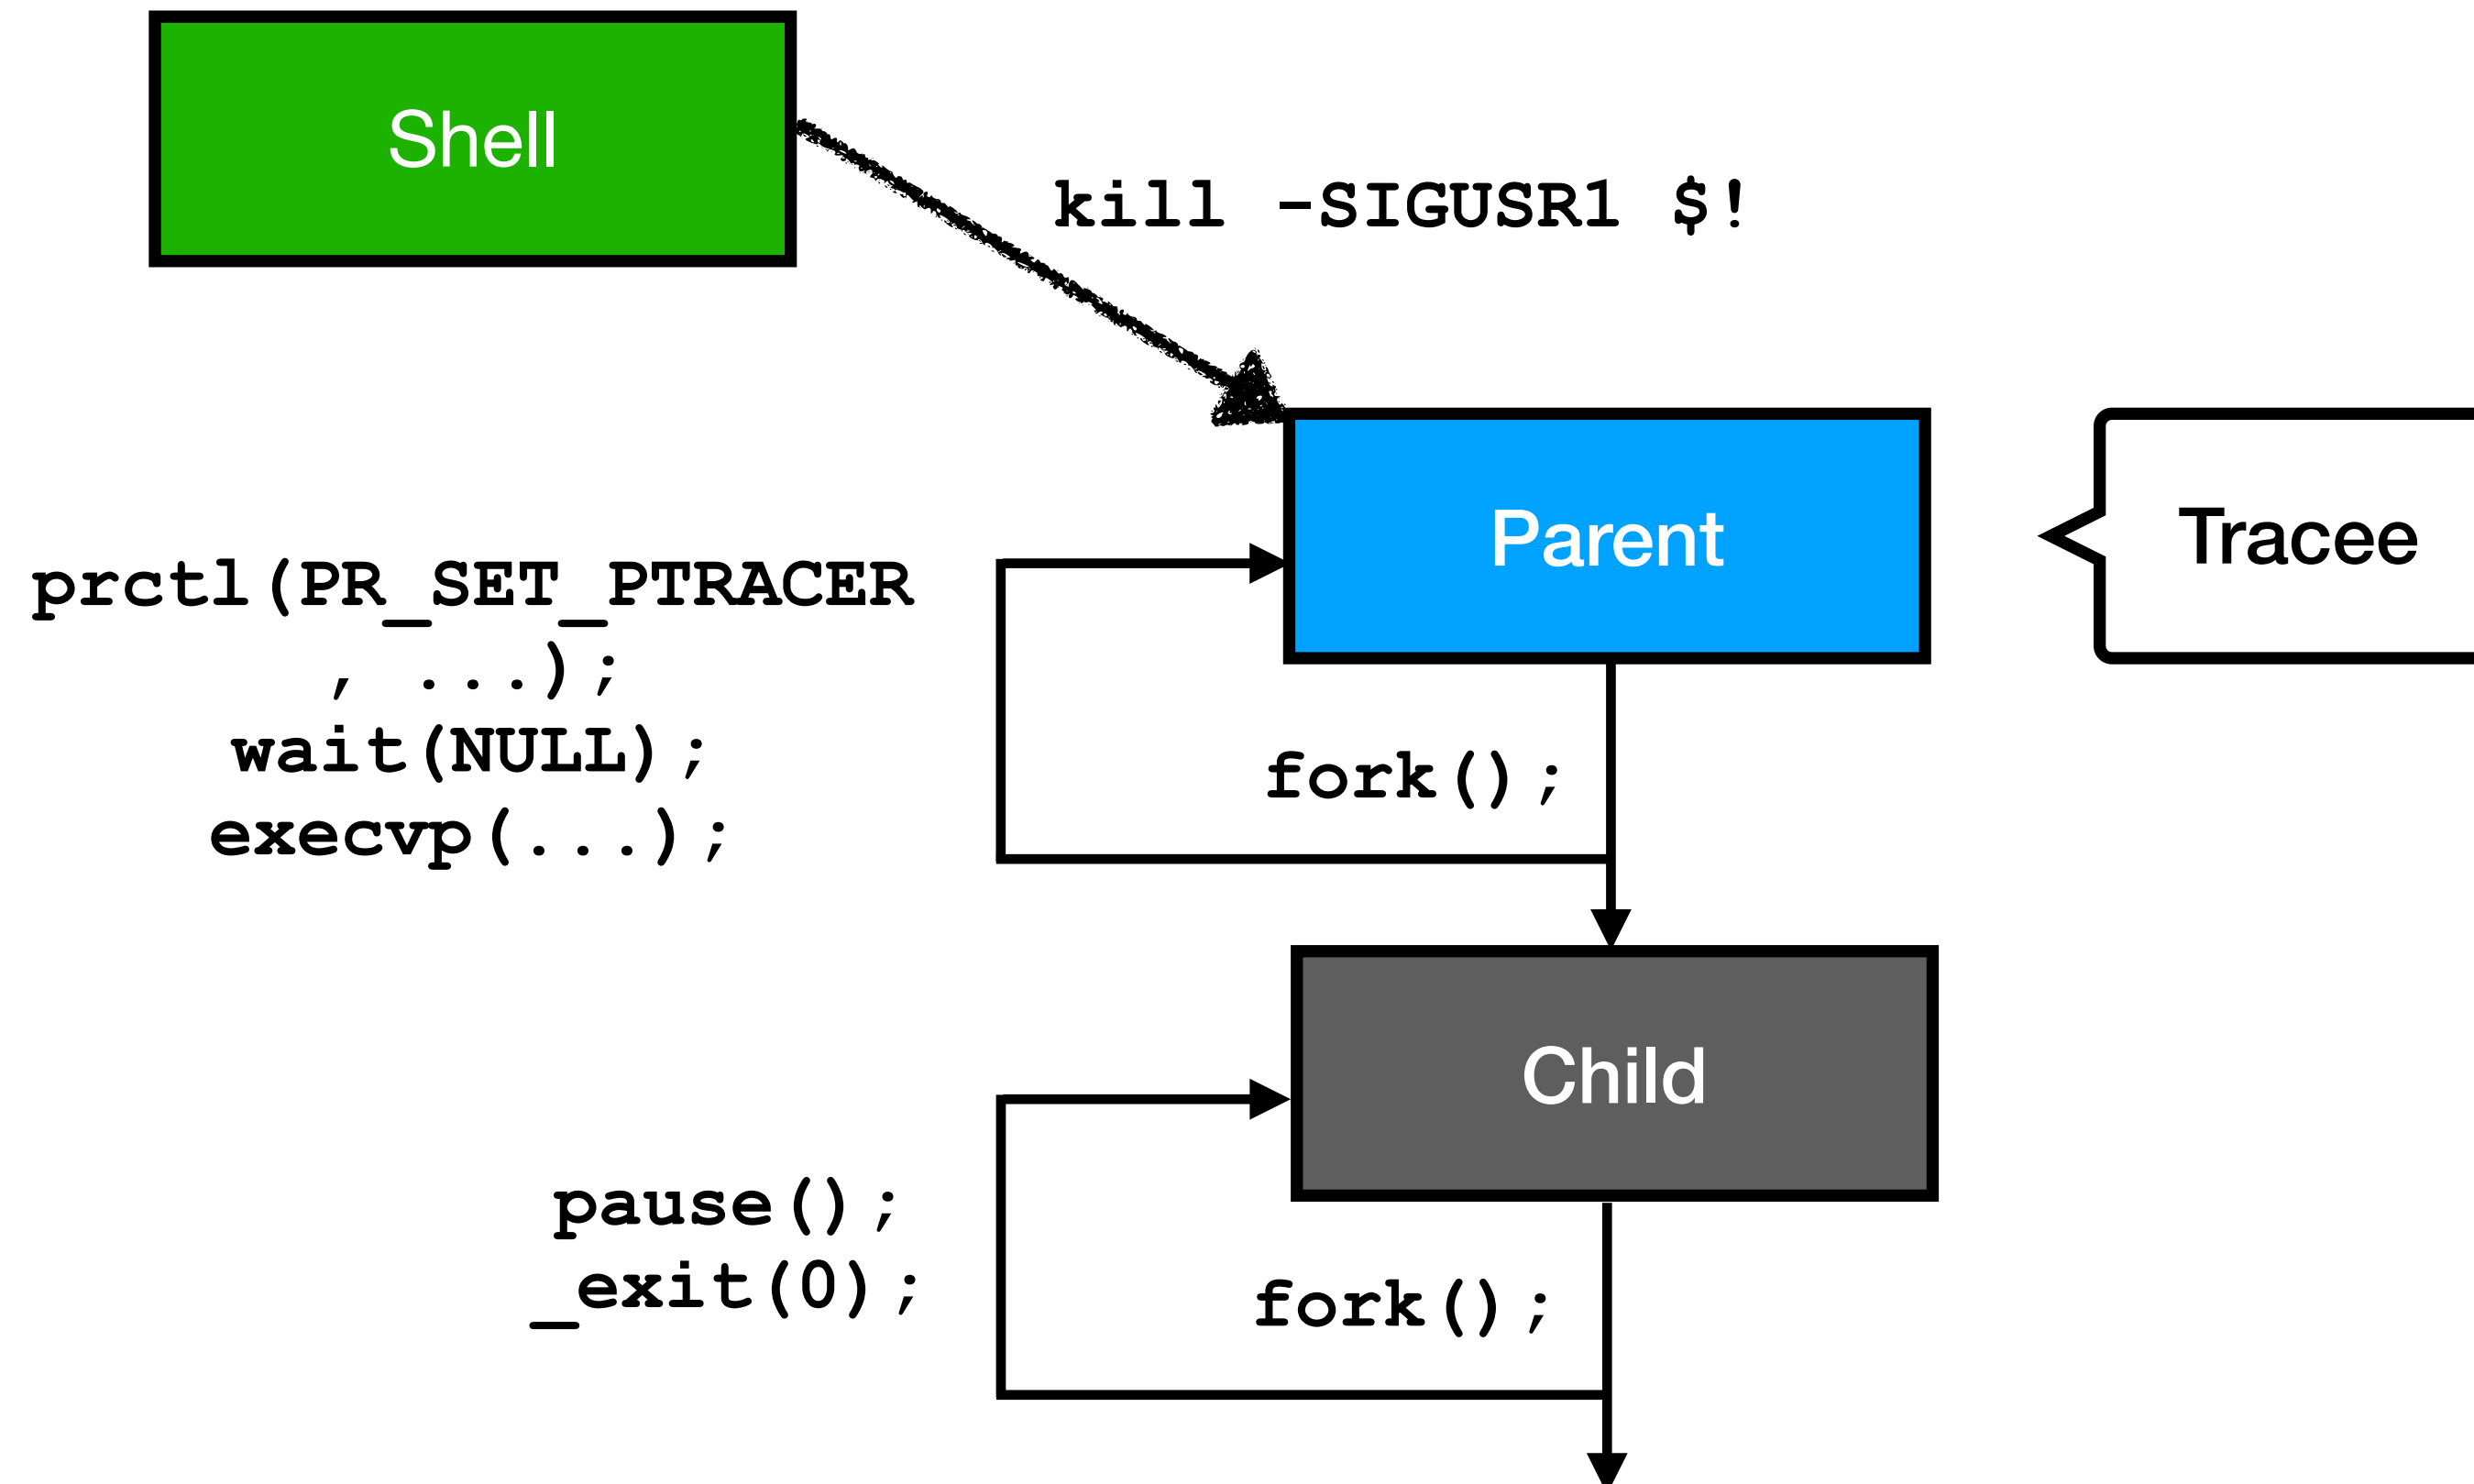 Shell
kill -SIGUSR1 $!
Parent
Tracee
prctl(PR_SET_PTRACER
, ...);
wait(NULL);
execvp(...);
fork();
Child
pause();
_exit(0);
fork();